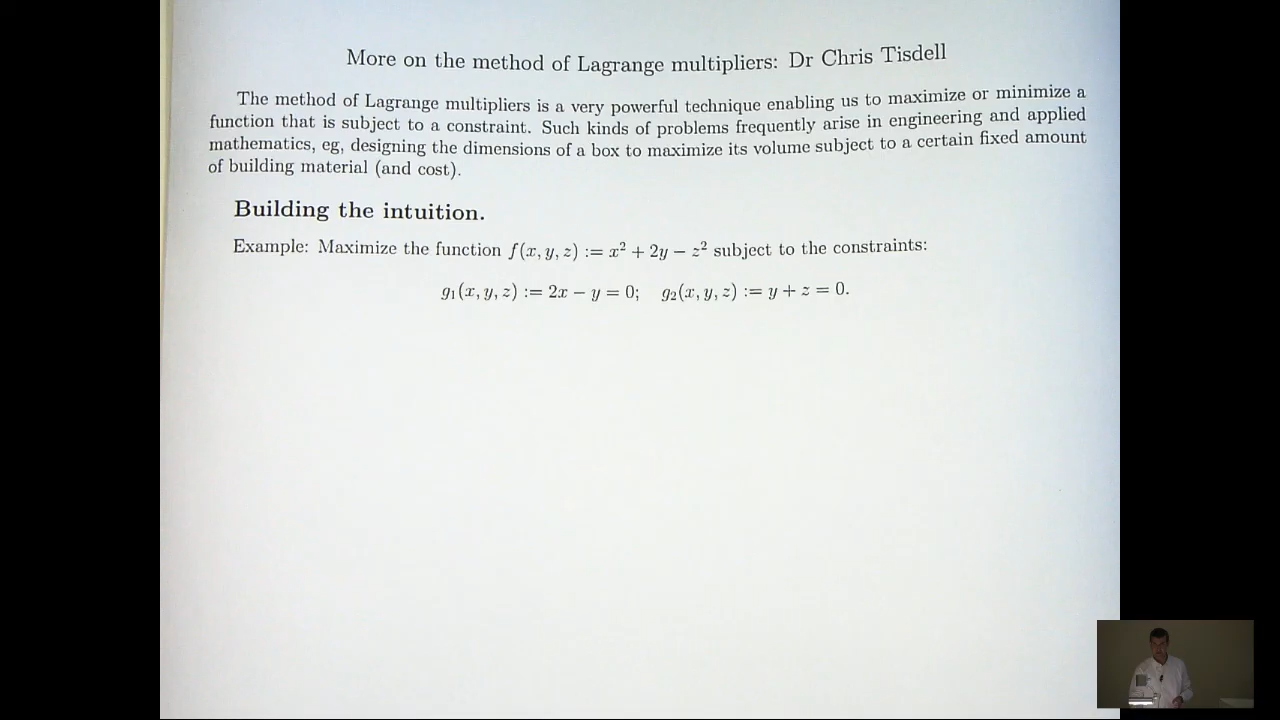 More on the method of Lagrange multipliers: Dr Chris Tisdell
The method of Lagrange multipliers is a very powerful technique enabling us to maximize or minimize a
function that is subject to a constraint. Such kinds of problems frequently arise in engineering and applied
mathematics, eg, designing the dimensions of a box to maximize its volume subject to a certain fixed amount
of building material (and cost).
Building the intuition.
Example: Maximize the function f(x, y, z) := x² + 2y − z² subject to the constraints:
g₁(x, y, z) := 2x − y = 0; g₂(x, y, z) := y + z = 0.